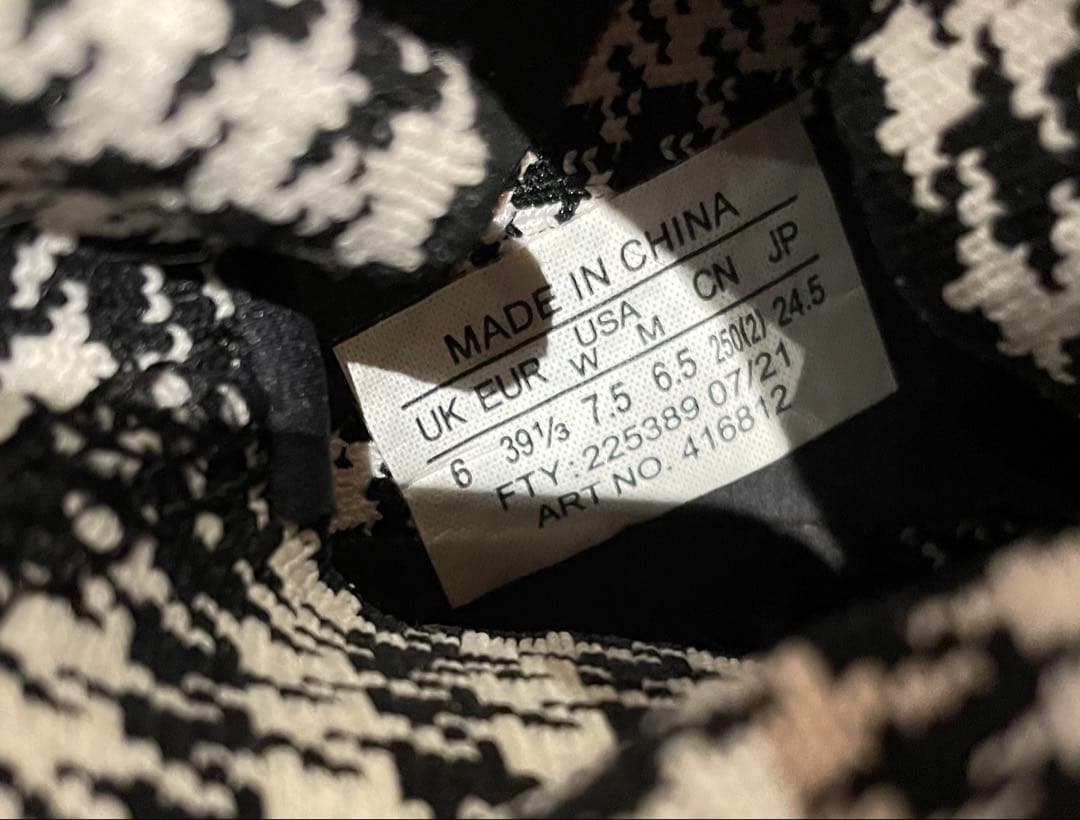 MADE IN CHINA
UK EUR USA CN JP
W M
6 39⅓ 7.5 6.5 250(2) 24.5
FTY: 225389 07/21
ART NO. 416812